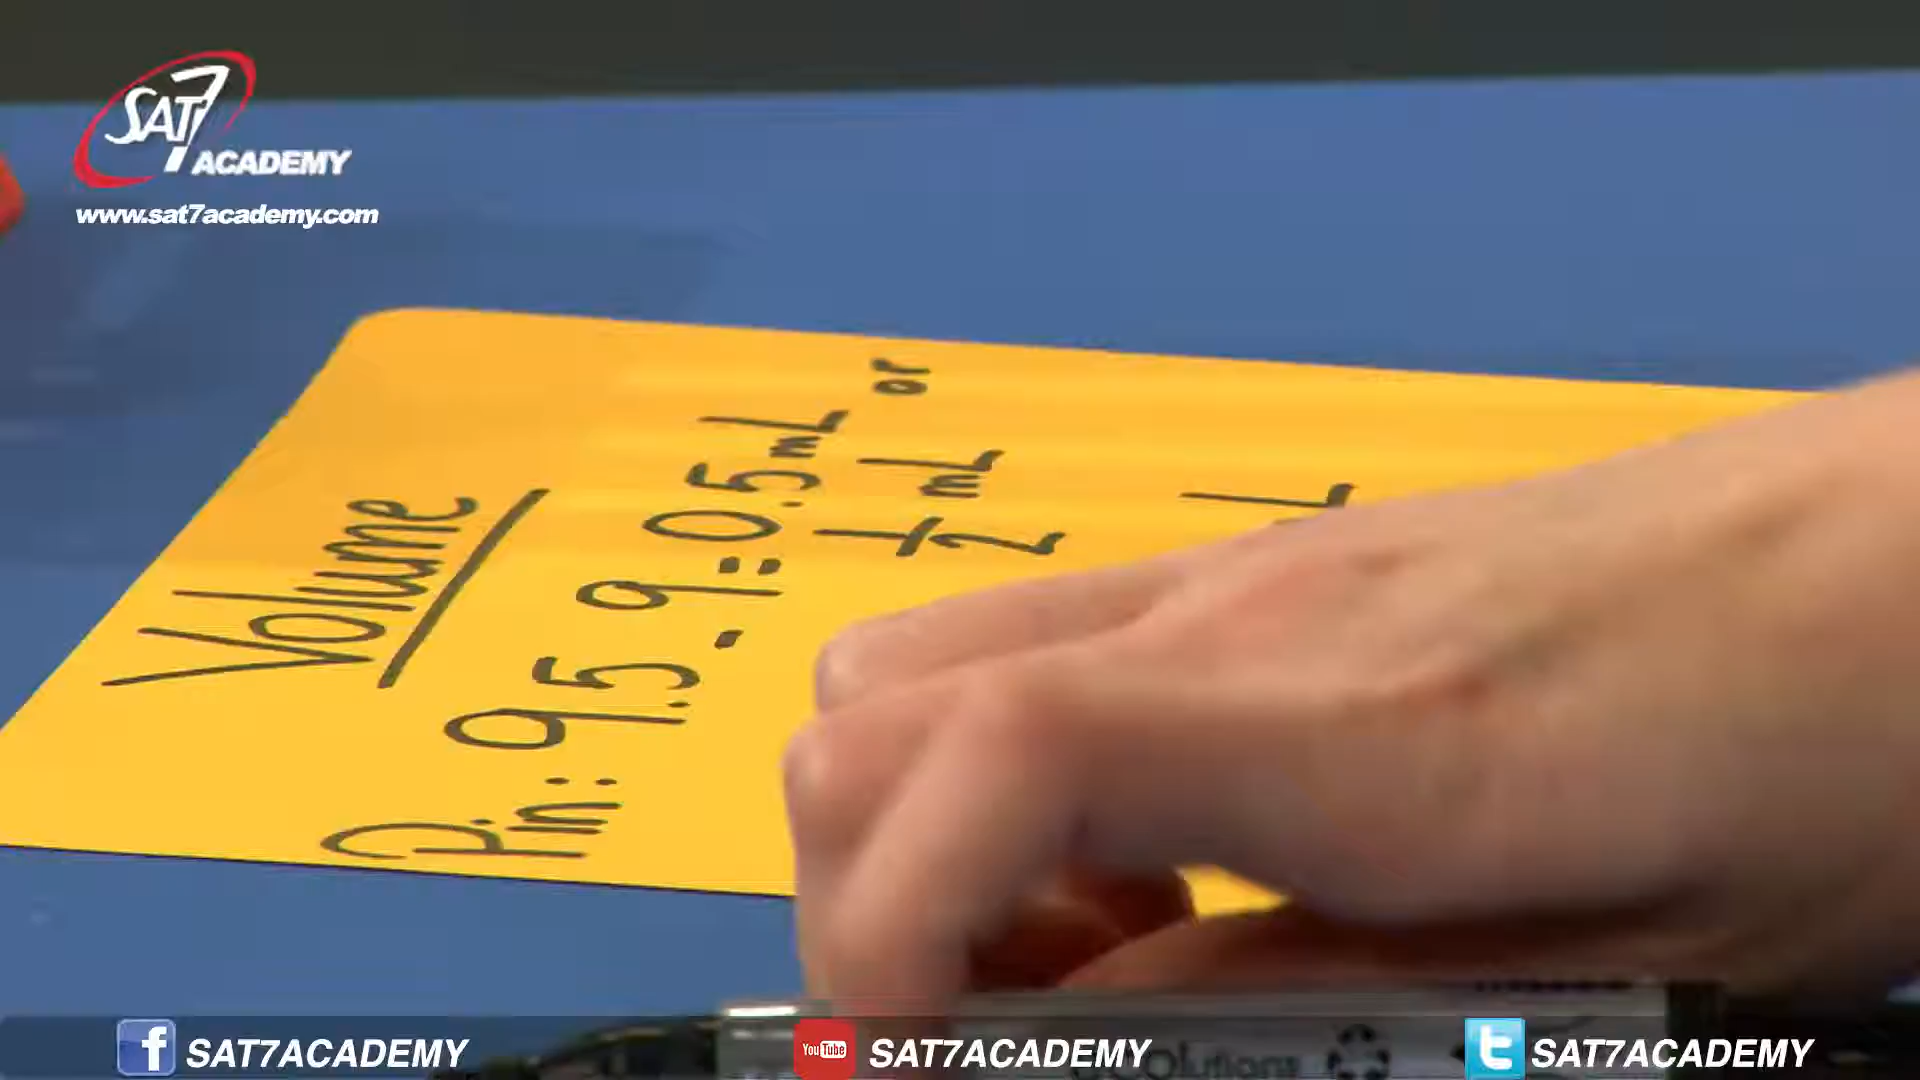 SAT7
ACADEMY
www.sat7academy.com
Volume
Pin: 9.5 - 9 = 0.5 mL or
1/2 mL
L
SAT7ACADEMY
YouTube
SAT7ACADEMY
SAT7ACADEMY